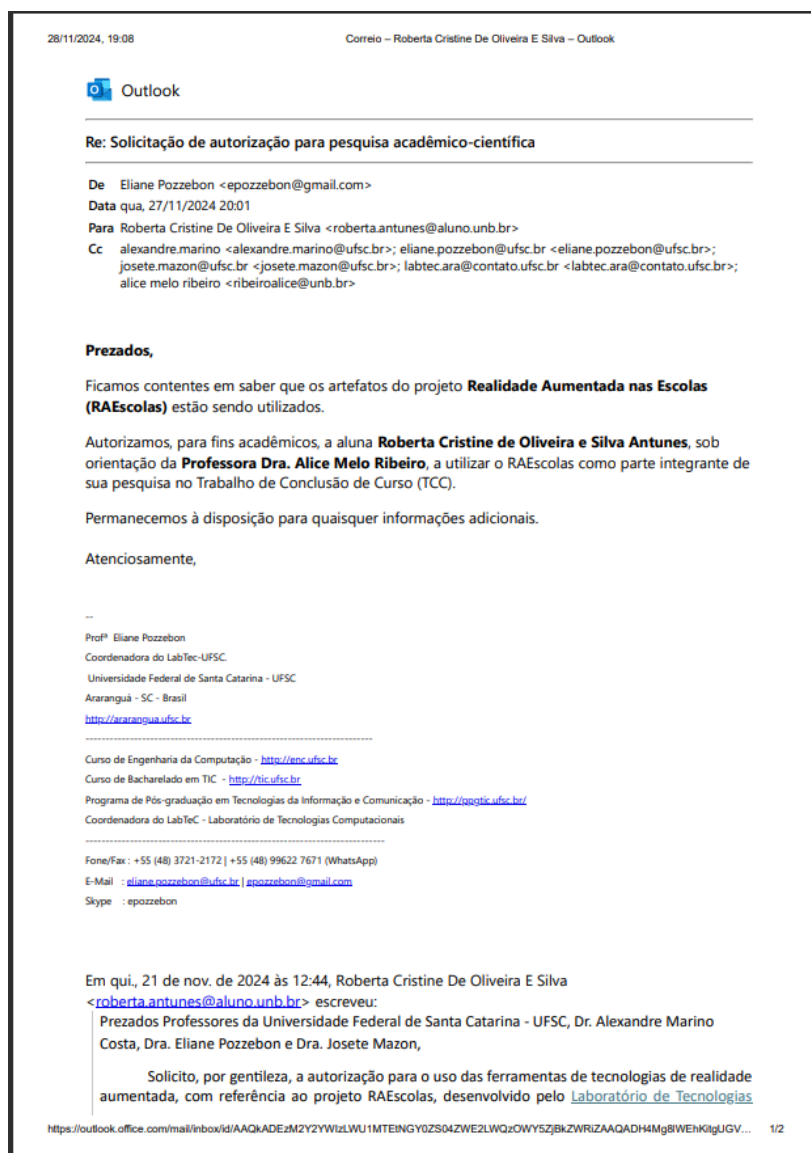 28/11/2024, 19:08 Correio – Roberta Cristine De Oliveira E Silva – Outlook
Outlook
Re: Solicitação de autorização para pesquisa acadêmico-científica
De Eliane Pozzebon <epozzebon@gmail.com>
Data qua, 27/11/2024 20:01
Para Roberta Cristine De Oliveira E Silva <roberta.antunes@aluno.unb.br>
Cc alexandre.marino <alexandre.marino@ufsc.br>; eliane.pozzebon@ufsc.br <eliane.pozzebon@ufsc.br>;
josete.mazon@ufsc.br <josete.mazon@ufsc.br>; labtec.ara@contato.ufsc.br <labtec.ara@contato.ufsc.br>;
alice melo ribeiro <ribeiroalice@unb.br>
Prezados,
Ficamos contentes em saber que os artefatos do projeto Realidade Aumentada nas Escolas
(RAEscolas) estão sendo utilizados.
Autorizamos, para fins acadêmicos, a aluna Roberta Cristine de Oliveira e Silva Antunes, sob
orientação da Professora Dra. Alice Melo Ribeiro, a utilizar o RAEscolas como parte integrante de
sua pesquisa no Trabalho de Conclusão de Curso (TCC).
Permanecemos à disposição para quaisquer informações adicionais.
Atenciosamente,
--
Profª Eliane Pozzebon
Coordenadora do LabTec-UFSC.
Universidade Federal de Santa Catarina - UFSC
Araranguá - SC - Brasil
http://ararangua.ufsc.br
-----------------------------------------------------------------------
Curso de Engenharia da Computação - http://enc.ufsc.br
Curso de Bacharelado em TIC - http://tic.ufsc.br
Programa de Pós-graduação em Tecnologias da Informação e Comunicação - http://ppgtic.ufsc.br/
Coordenadora do LabTeC - Laboratório de Tecnologias Computacionais
--------------------------------------------------------------------------
Fone/Fax : +55 (48) 3721-2172 | +55 (48) 99622 7671 (WhatsApp)
E-Mail : eliane.pozzebon@ufsc.br | epozzebon@gmail.com
Skype : epozzebon
Em qui., 21 de nov. de 2024 às 12:44, Roberta Cristine De Oliveira E Silva
<roberta.antunes@aluno.unb.br> escreveu:
Prezados Professores da Universidade Federal de Santa Catarina - UFSC, Dr. Alexandre Marino
Costa, Dra. Eliane Pozzebon e Dra. Josete Mazon,
Solicito, por gentileza, a autorização para o uso das ferramentas de tecnologias de realidade
aumentada, com referência ao projeto RAEscolas, desenvolvido pelo Laboratório de Tecnologias
1/2